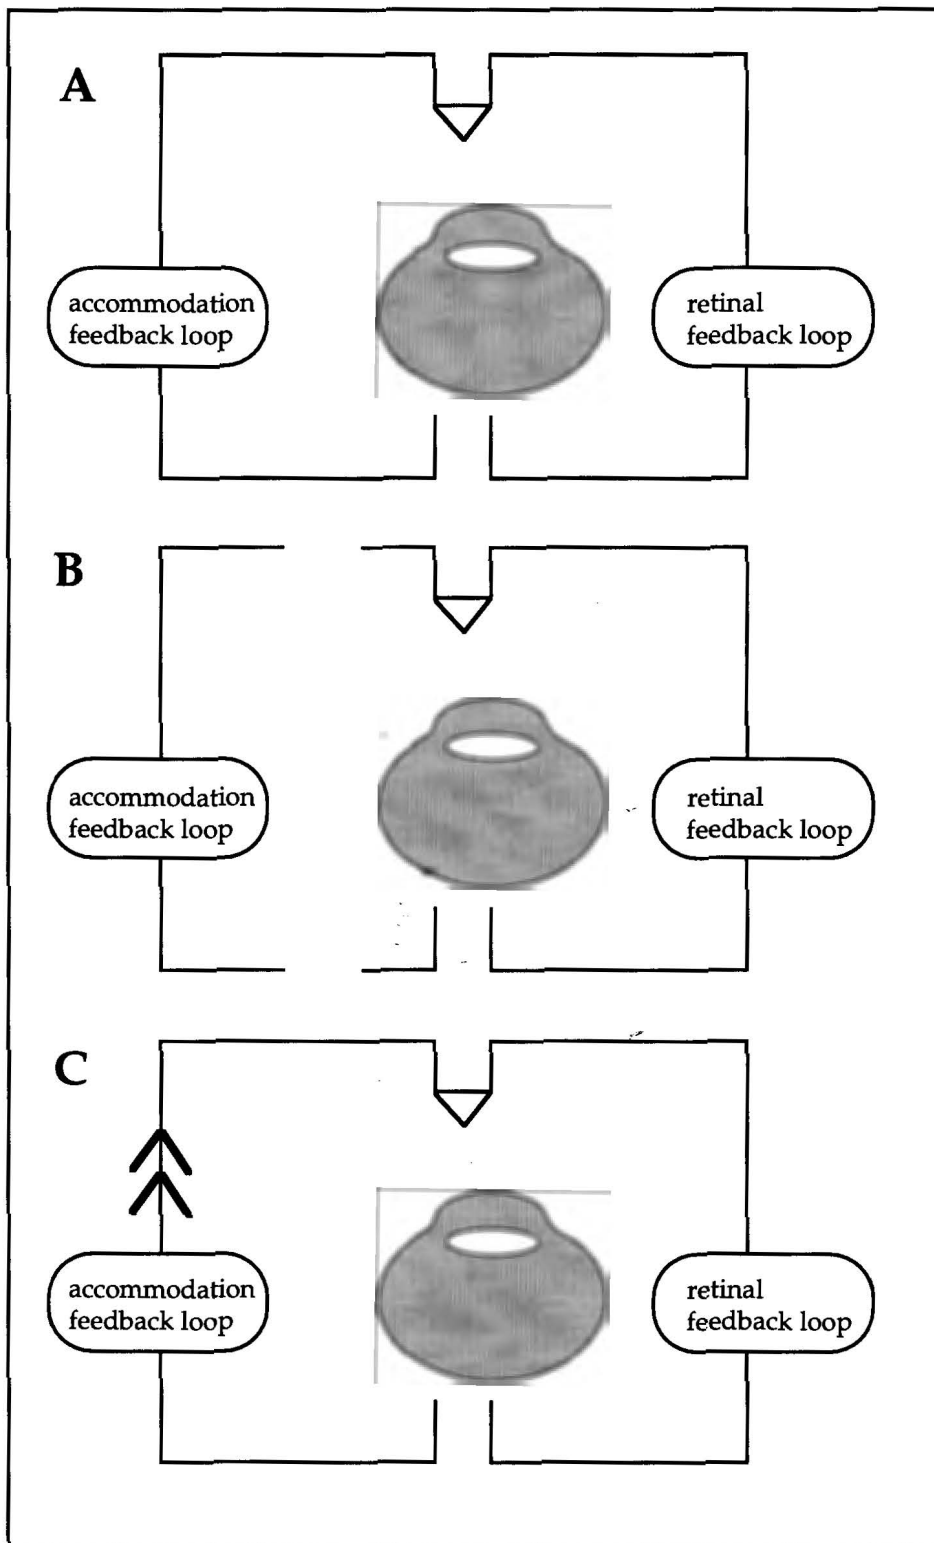 A
accommodation
feedback loop
retinal
feedback loop
B
accommodation
feedback loop
retinal
feedback loop
C
accommodation
feedback loop
retinal
feedback loop